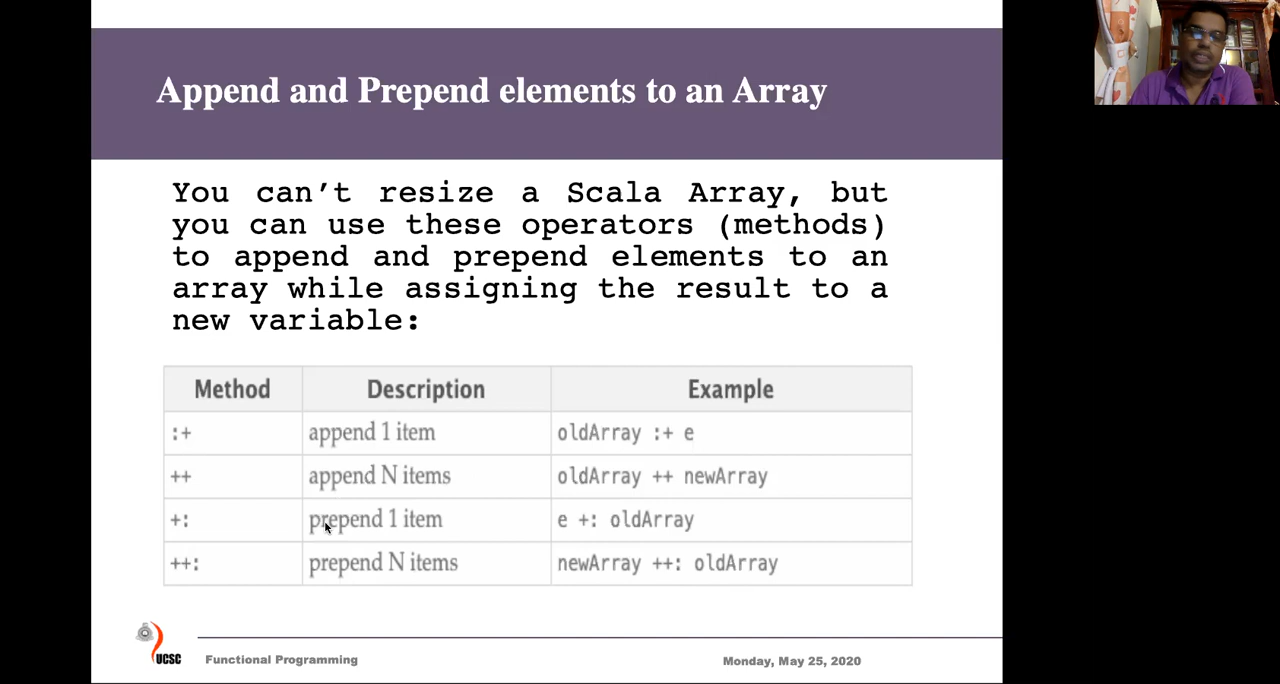 Append and Prepend elements to an Array
You can’t resize a Scala Array, but
you can use these operators (methods)
to append and prepend elements to an
array while assigning the result to a
new variable:
Method Description Example
:+ append 1 item oldArray :+ e
++ append N items oldArray ++ newArray
+: prepend 1 item e +: oldArray
++: prepend N items newArray ++: oldArray
UCSC Functional Programming Monday, May 25, 2020